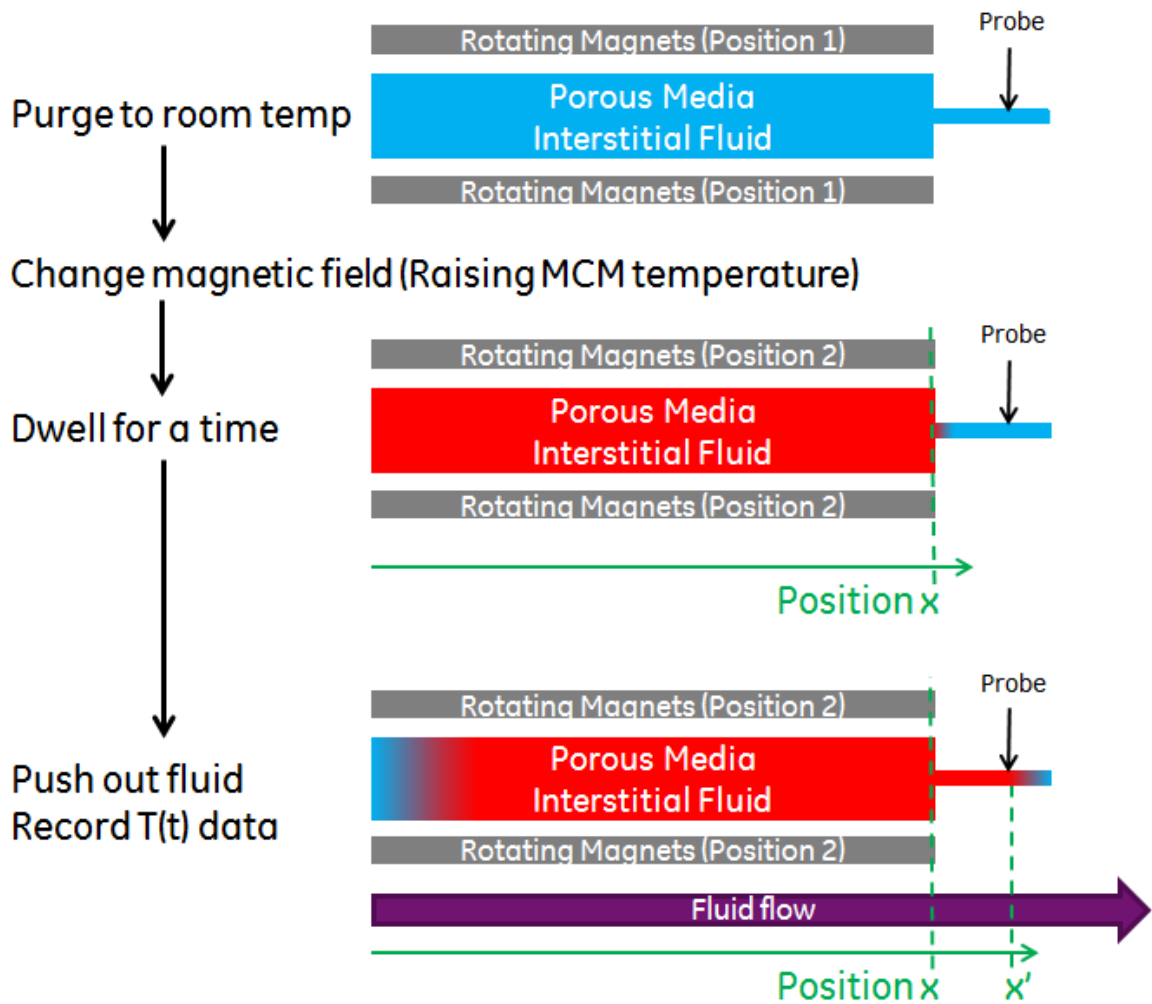 Rotating Magnets (Position 1)
Probe
Purge to room temp
Porous Media
Interstitial Fluid
Rotating Magnets (Position 1)
Change magnetic field (Raising MCM temperature)
Rotating Magnets (Position 2)
Probe
Dwell for a time
Porous Media
Interstitial Fluid
Rotating Magnets (Position 2)
Position x
Rotating Magnets (Position 2)
Probe
Push out fluid
Record T(t) data
Porous Media
Interstitial Fluid
Rotating Magnets (Position 2)
Fluid flow
Position x
x'